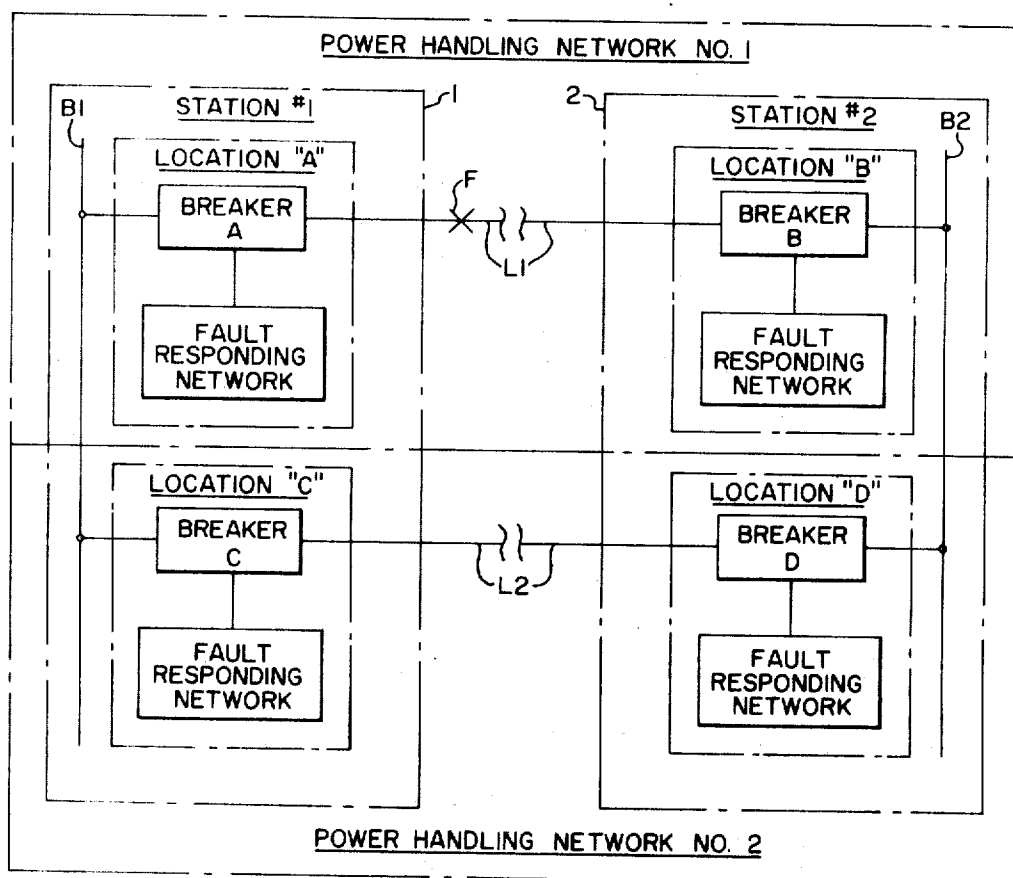 POWER HANDLING NETWORK NO. 1
B1
STATION #1
1
2
STATION #2
B2
LOCATION "A"
BREAKER
A
FAULT
RESPONDING
NETWORK
F
L1
LOCATION "B"
BREAKER
B
FAULT
RESPONDING
NETWORK
LOCATION "C"
BREAKER
C
FAULT
RESPONDING
NETWORK
L2
LOCATION "D"
BREAKER
D
FAULT
RESPONDING
NETWORK
POWER HANDLING NETWORK NO. 2